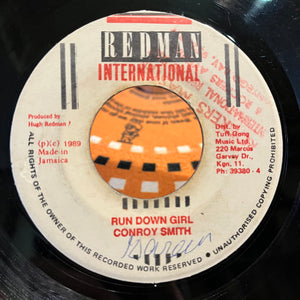 REDMAN
INTERNATIONAL
Produced by
Hugh Redman J
(pXc) 1989
Made in
Jamaica
Dist. by
Tuff Gong
Music Ltd.
220 Marcus
Garvey Dr.,
Kgn. 11.
Ph: 39380 - 4
RUN DOWN GIRL
CONROY SMITH
ALL RIGHTS OF THE OWNER OF THIS RECORDED WORK RESERVED • UNAUTHORISED COPYING PROHIBITED